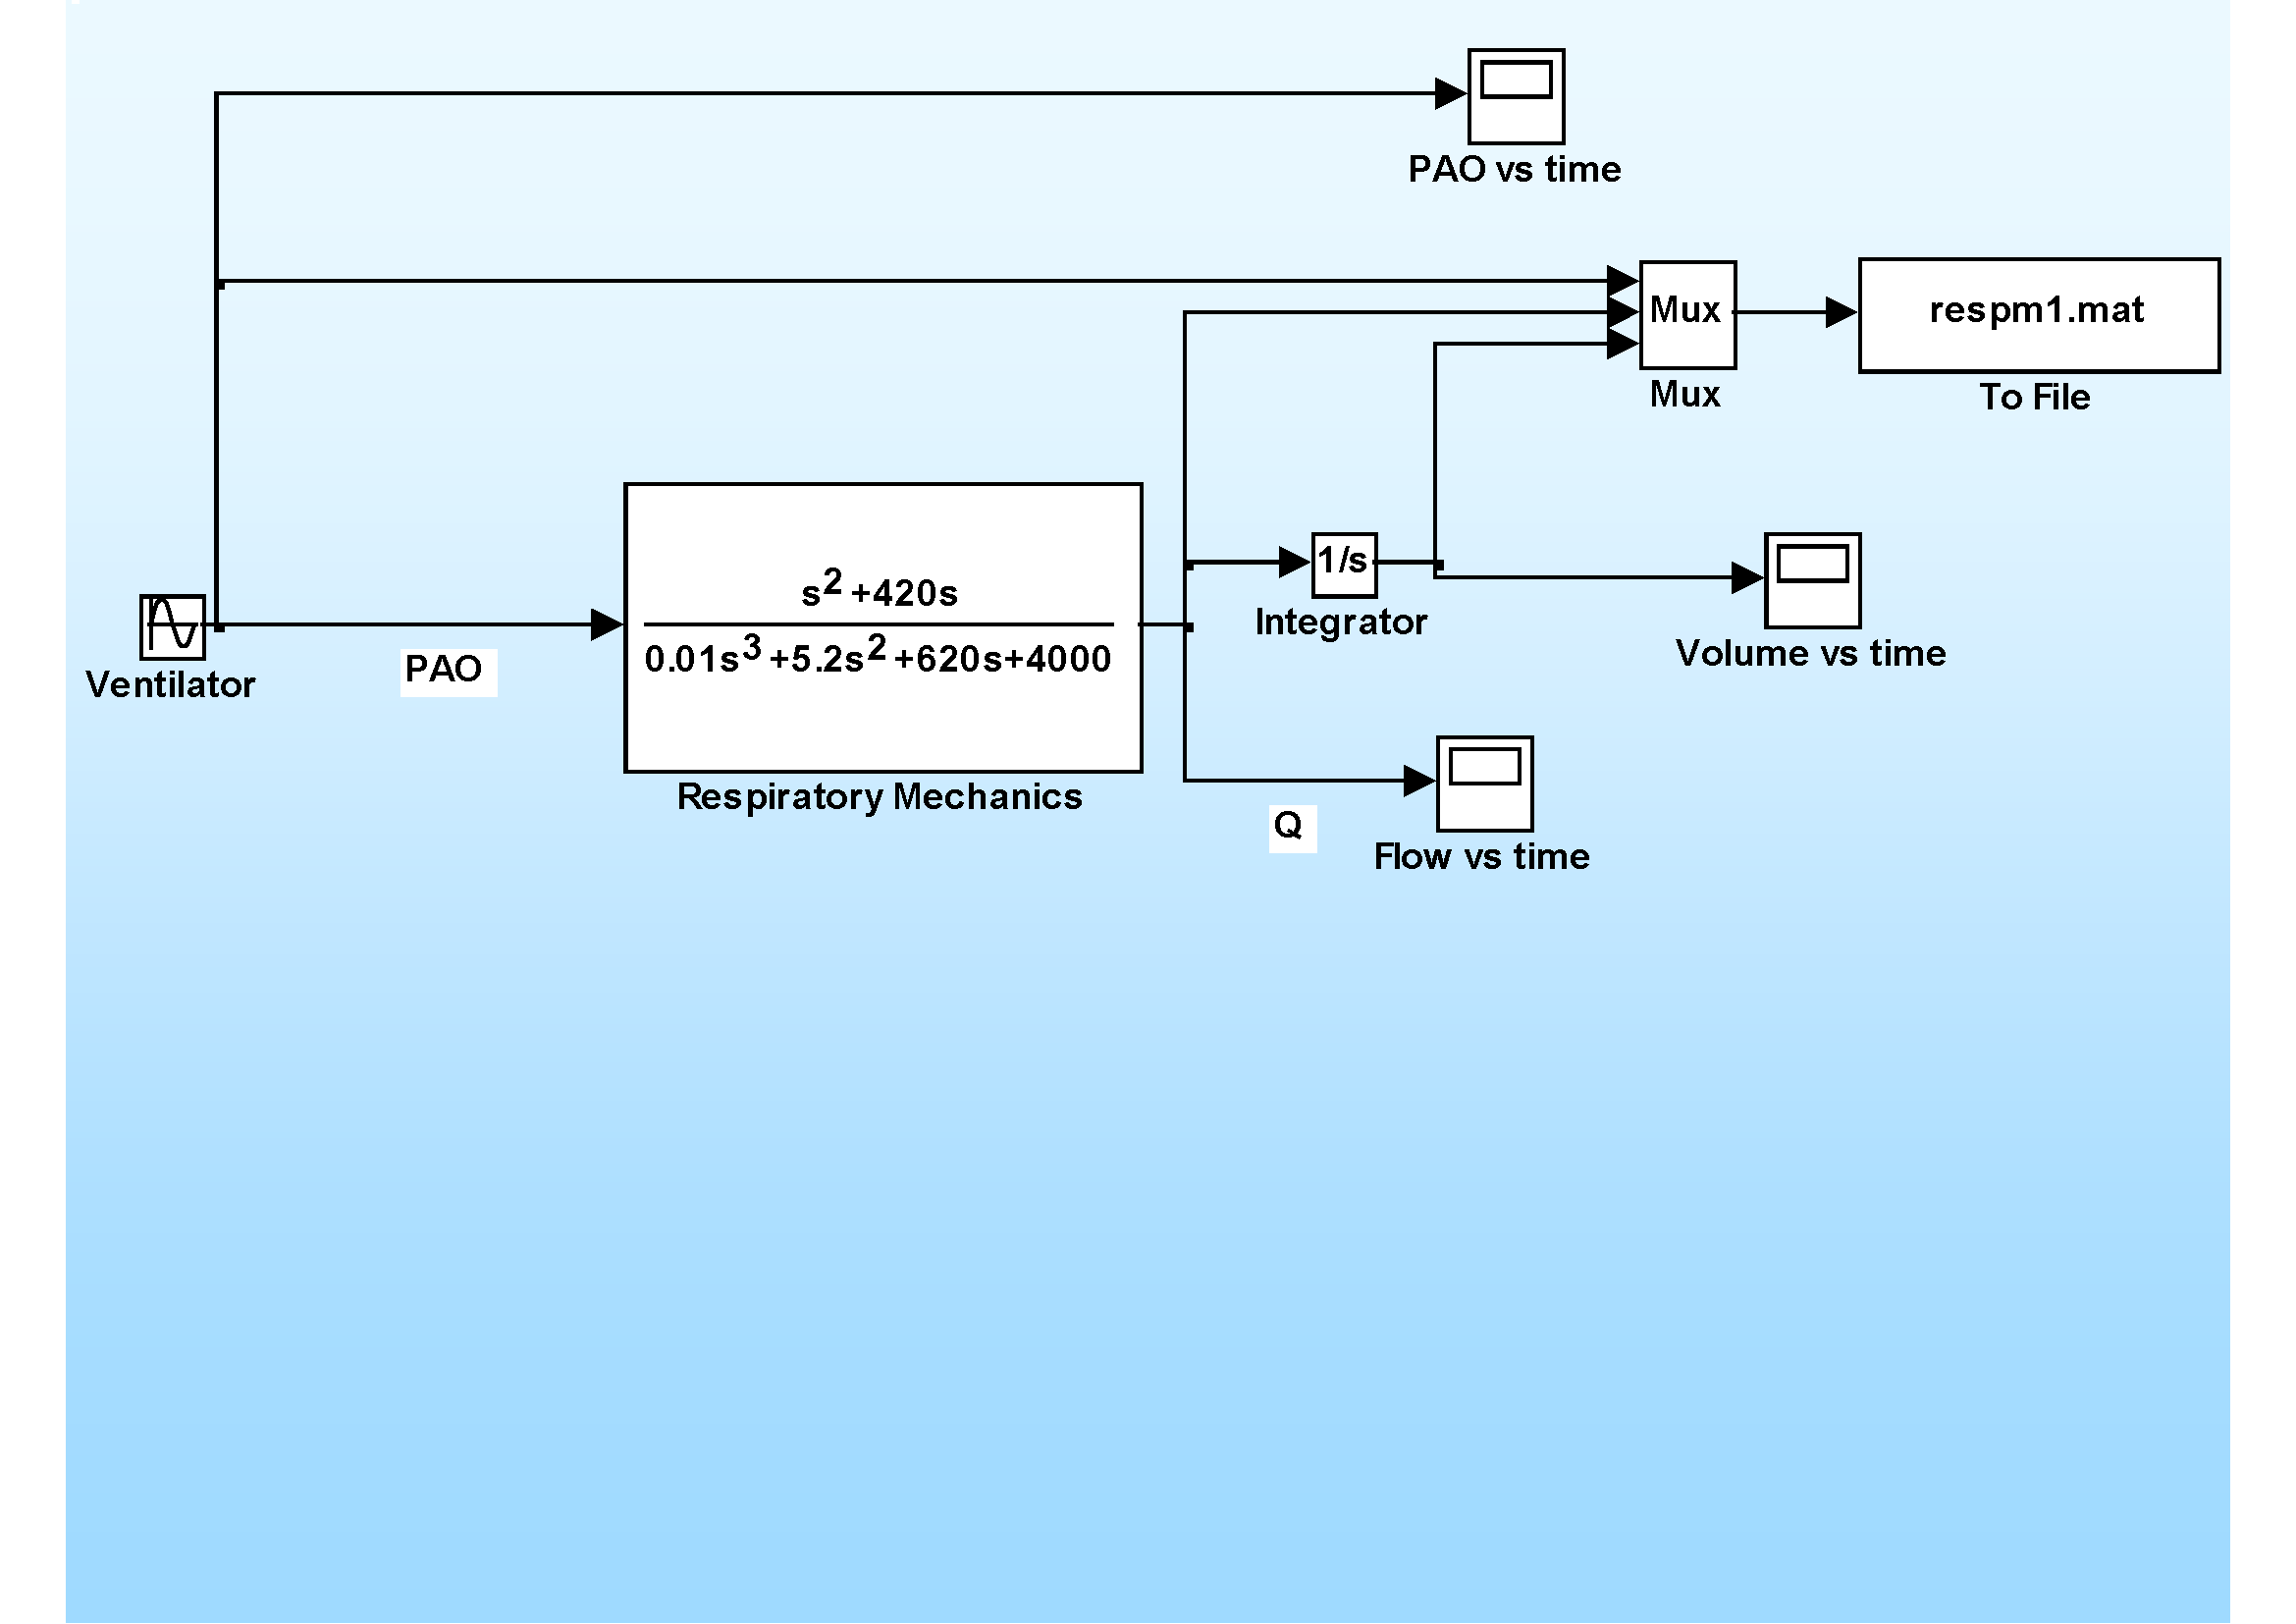 PAO vs time
Mux
respm1.mat
Mux
To File
s²+420s
0.01s³+5.2s²+620s+4000
1/s
Integrator
Ventilator
PAO
Volume vs time
Respiratory Mechanics
Q
Flow vs time